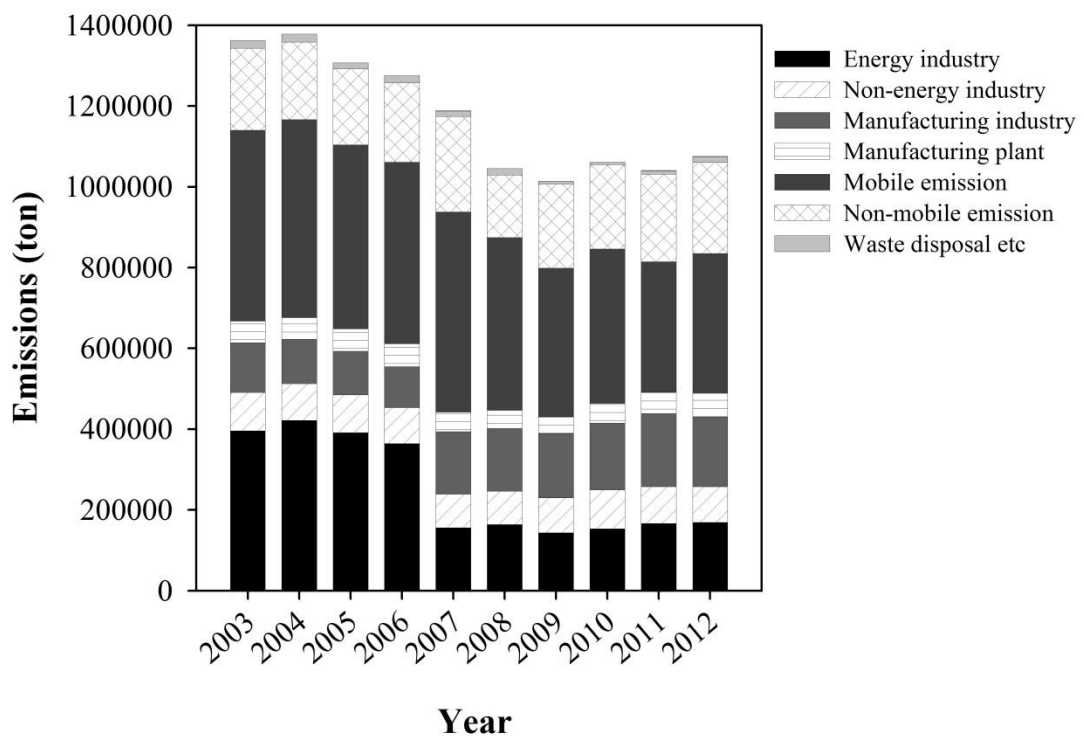 1400000
1200000
1000000
800000
600000
400000
200000
0
Emissions (ton)
2003
2004
2005
2006
2007
2008
2009
2010
2011
2012
Year
Energy industry
Non-energy industry
Manufacturing industry
Manufacturing plant
Mobile emission
Non-mobile emission
Waste disposal etc